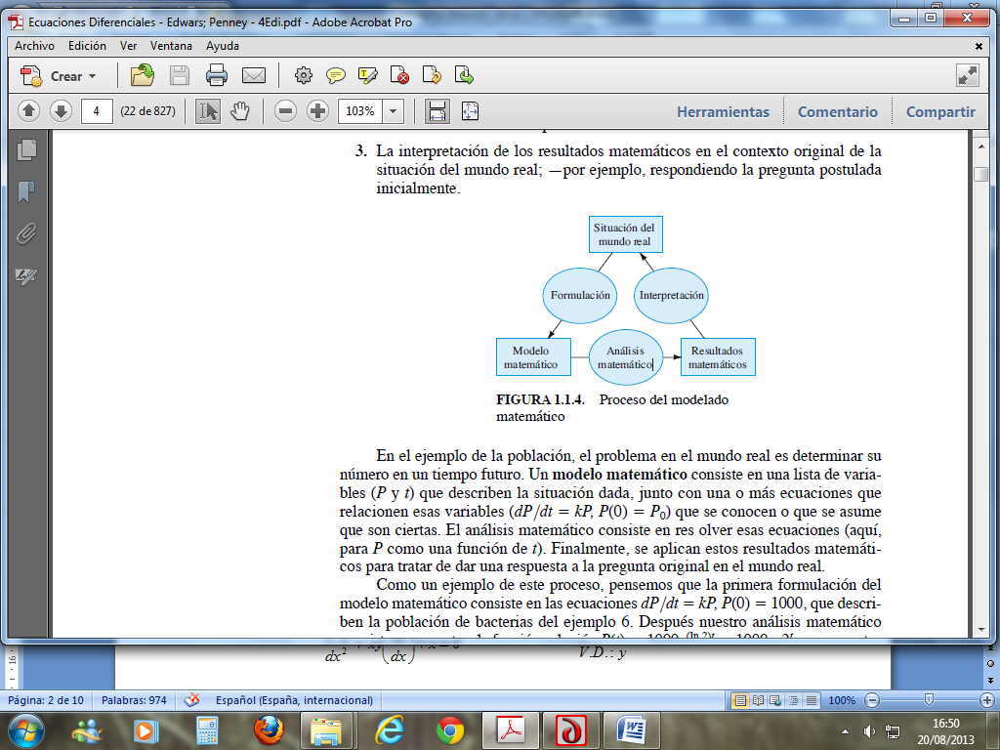 Ecuaciones Diferenciales - Edwars; Penney - 4Edi.pdf - Adobe Acrobat Pro
Archivo Edición Ver Ventana Ayuda
Crear
4 (22 de 827) 103% Herramientas Comentario Compartir
3. La interpretación de los resultados matemáticos en el contexto original de la
situación del mundo real; —por ejemplo, respondiendo la pregunta postulada
inicialmente.
Situación del
mundo real
Formulación Interpretación
Modelo
matemático
Análisis
matemático
Resultados
matemáticos
FIGURA 1.1.4. Proceso del modelado
matemático
En el ejemplo de la población, el problema en el mundo real es determinar su
número en un tiempo futuro. Un modelo matemático consiste en una lista de varia-
bles (P y t) que describen la situación dada, junto con una o más ecuaciones que
relacionen esas variables (dP/dt = kP, P(0) = P₀) que se conocen o que se asume
que son ciertas. El análisis matemático consiste en res olver esas ecuaciones (aquí,
para P como una función de t). Finalmente, se aplican estos resultados matemáti-
cos para tratar de dar una respuesta a la pregunta original en el mundo real.
Como un ejemplo de este proceso, pensemos que la primera formulación del
modelo matemático consiste en las ecuaciones dP/dt = kP, P(0) = 1000, que descri-
ben la población de bacterias del ejemplo 6. Después nuestro análisis matemático
dx² dx V.D.: y
16
Página: 2 de 10 Palabras: 974 Español (España, internacional) 100%
16:50
20/08/2013